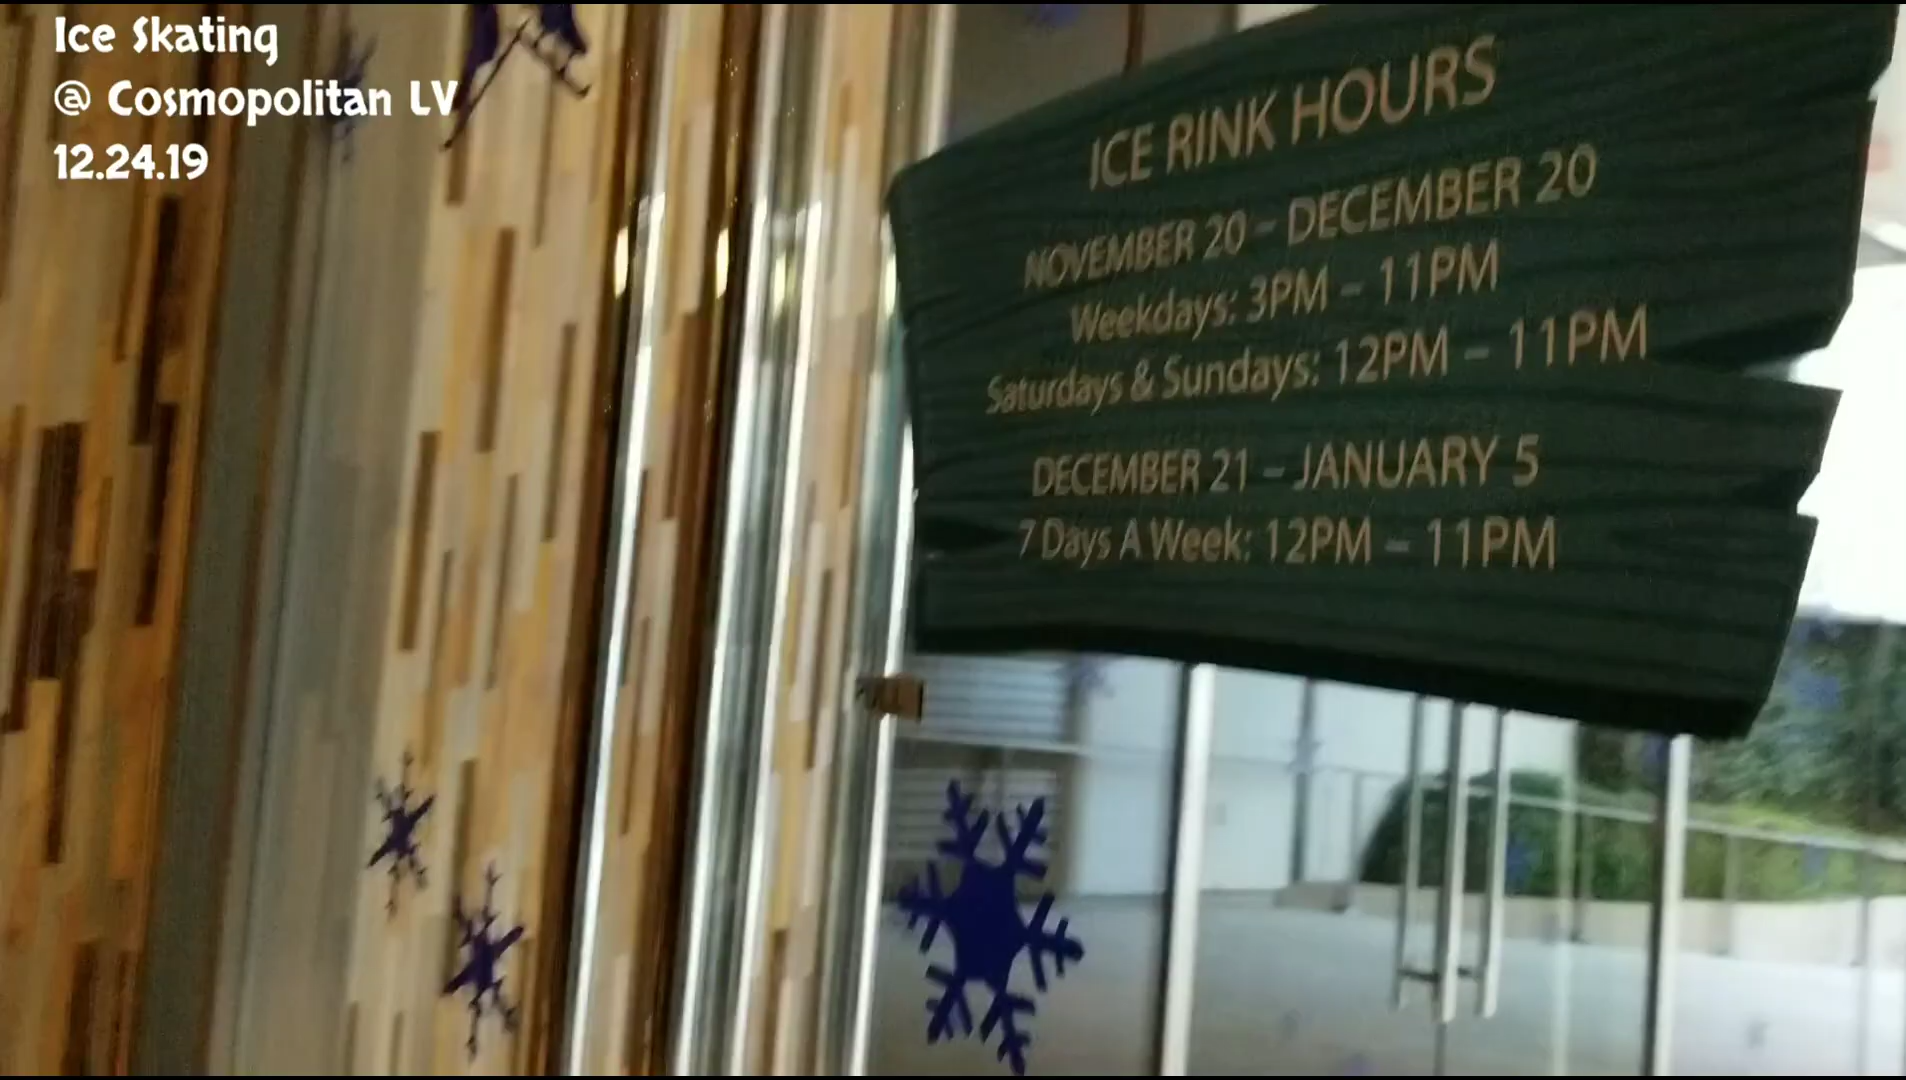 Ice Skating
@ Cosmopolitan LV
12.24.19
ICE RINK HOURS
NOVEMBER 20 – DECEMBER 20
Weekdays: 3PM – 11PM
Saturdays & Sundays: 12PM – 11PM
DECEMBER 21 – JANUARY 5
7 Days A Week: 12PM – 11PM